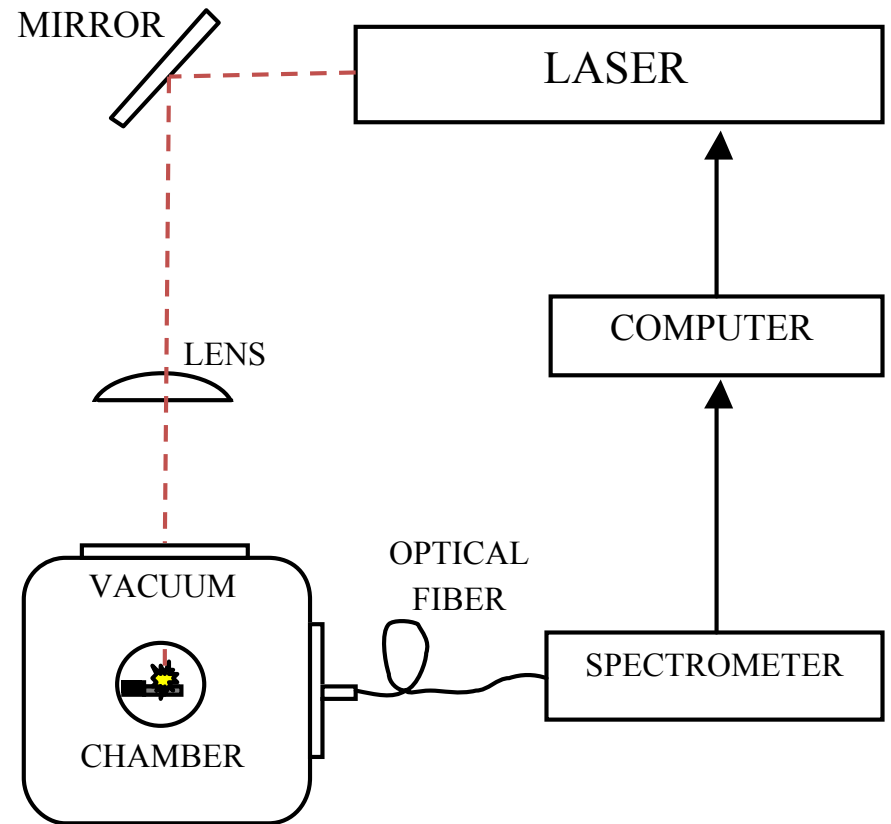 MIRROR
LASER
COMPUTER
LENS
OPTICAL
FIBER
VACUUM
SPECTROMETER
CHAMBER